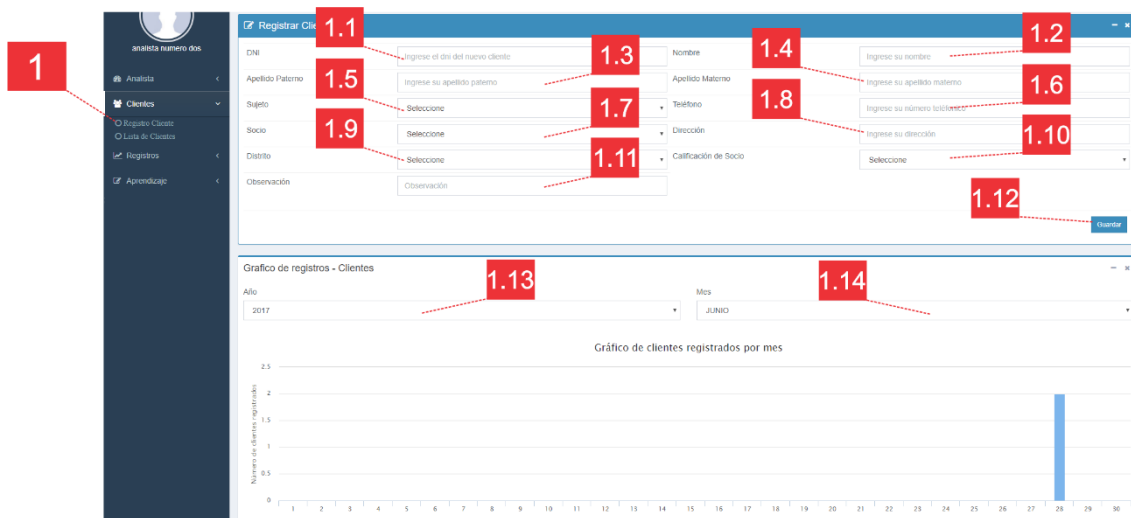 analista numero dos
1
Analista
Clientes
Registro Cliente
Lista de Clientes
Registros
Aprendizaje
Registrar Cli
1.1
DNI
Ingrese el dni del nuevo cliente
1.3
Nombre
1.4
Ingrese su nombre
1.2
Apellido Paterno
1.5
Ingrese su apellido paterno
Apellido Materno
Ingrese su apellido materno
1.6
Sujeto
Seleccione
1.7
Teléfono
1.8
Ingrese su número telefónico
Socio
1.9
Seleccione
Dirección
Ingrese su dirección
1.10
Distrito
Seleccione
1.11
Calificación de Socio
Seleccione
Observación
Observación
1.12
Guardar
Grafico de registros - Clientes
1.13
1.14
Año
Mes
2017
JUNIO
Gráfico de clientes registrados por mes
Número de clientes registrados
2.5
2
1.5
1
0.5
0
1 2 3 4 5 6 7 8 9 10 11 12 13 14 15 16 17 18 19 20 21 22 23 24 25 26 27 28 29 30